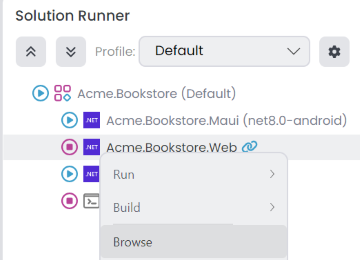 Solution Runner
Profile: Default
Acme.Bookstore (Default)
.NET Acme.Bookstore.Maui (net8.0-android)
.NET Acme.Bookstore.Web
.NET
Run
Build
Browse